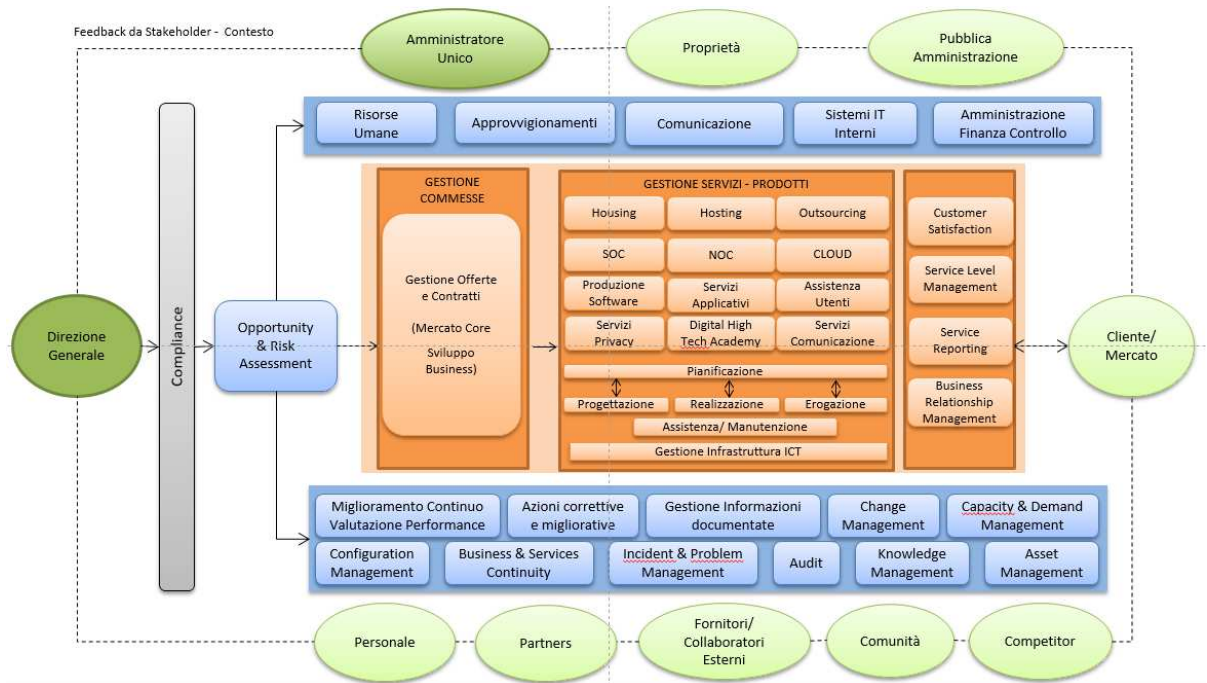 Feedback da Stakeholder - Contesto
Amministratore
Unico
Proprietà
Pubblica
Amministrazione
Risorse
Umane
Approvvigionamenti
Comunicazione
Sistemi IT
Interni
Amministrazione
Finanza Controllo
Direzione
Generale
Compliance
Opportunity
& Risk
Assessment
GESTIONE
COMMESSE
Gestione Offerte
e Contratti
(Mercato Core
Sviluppo
Business)
GESTIONE SERVIZI - PRODOTTI
Housing
Hosting
Outsourcing
SOC
NOC
CLOUD
Produzione
Software
Servizi
Applicativi
Assistenza
Utenti
Servizi
Privacy
Digital High
Tech Academy
Servizi
Comunicazione
Pianificazione
Progettazione
Realizzazione
Erogazione
Assistenza/ Manutenzione
Gestione Infrastruttura ICT
Customer
Satisfaction
Service Level
Management
Service
Reporting
Business
Relationship
Management
Cliente/
Mercato
Miglioramento Continuo
Valutazione Performance
Azioni correttive
e migliorative
Gestione Informazioni
documentate
Change
Management
Capacity & Demand
Management
Configuration
Management
Business & Services
Continuity
Incident & Problem
Management
Audit
Knowledge
Management
Asset
Management
Personale
Partners
Fornitori/
Collaboratori
Esterni
Comunità
Competitor